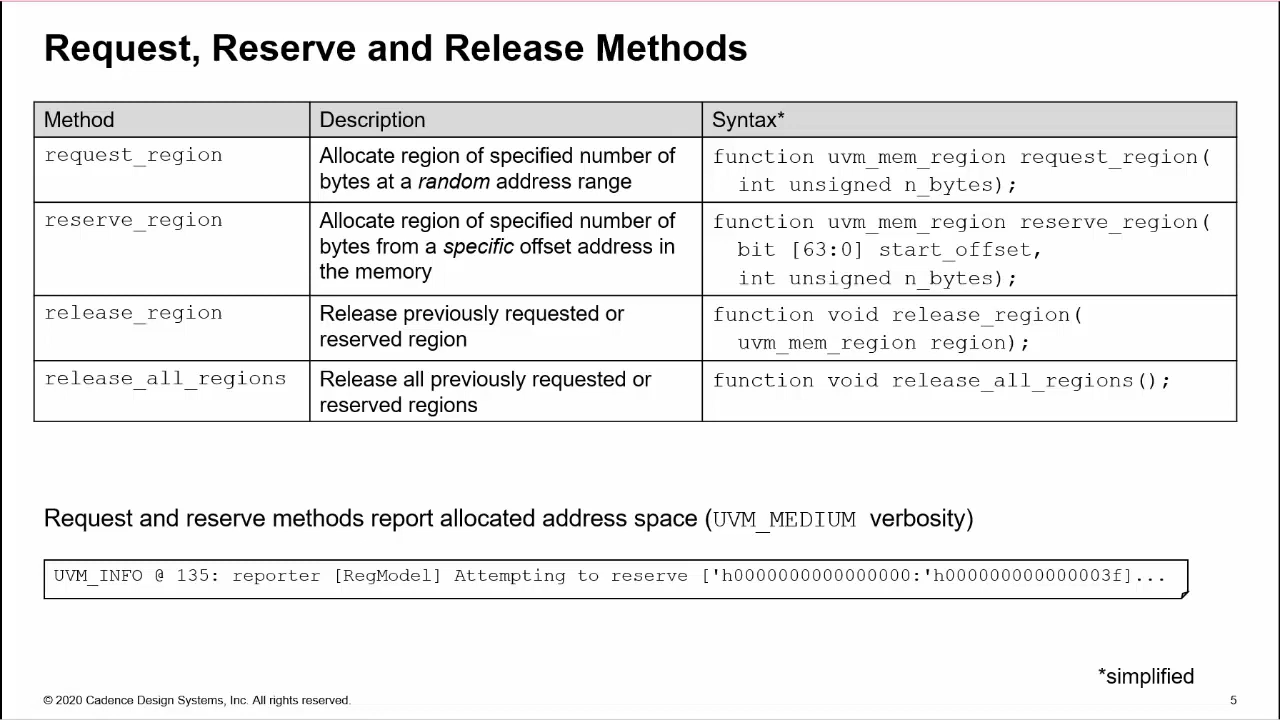 Request, Reserve and Release Methods
Method Description Syntax*
request_region
Allocate region of specified number of
bytes at a random address range
function uvm_mem_region request_region(
int unsigned n_bytes);
reserve_region
Allocate region of specified number of
bytes from a specific offset address in
the memory
function uvm_mem_region reserve_region(
bit [63:0] start_offset,
int unsigned n_bytes);
release_region
Release previously requested or
reserved region
function void release_region(
uvm_mem_region region);
release_all_regions
Release all previously requested or
reserved regions
function void release_all_regions();
Request and reserve methods report allocated address space (UVM_MEDIUM verbosity)
UVM_INFO @ 135: reporter [RegModel] Attempting to reserve ['h0000000000000000:'h000000000000003f]...
*simplified
© 2020 Cadence Design Systems, Inc. All rights reserved.
5